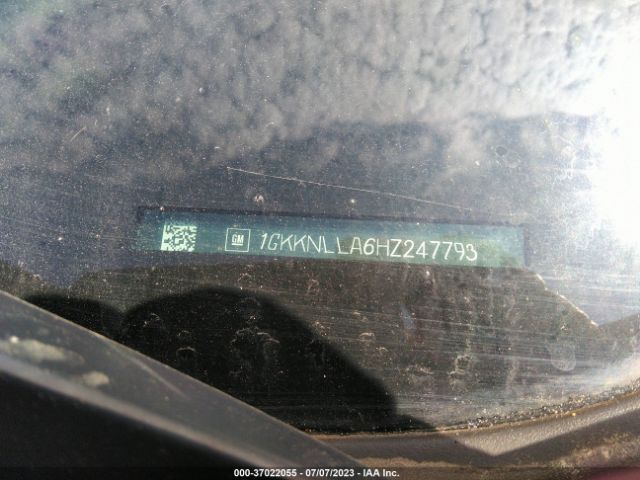 GM 1GKKNLLA6HZ247793
000-37022055 - 07/07/2023 - IAA Inc.